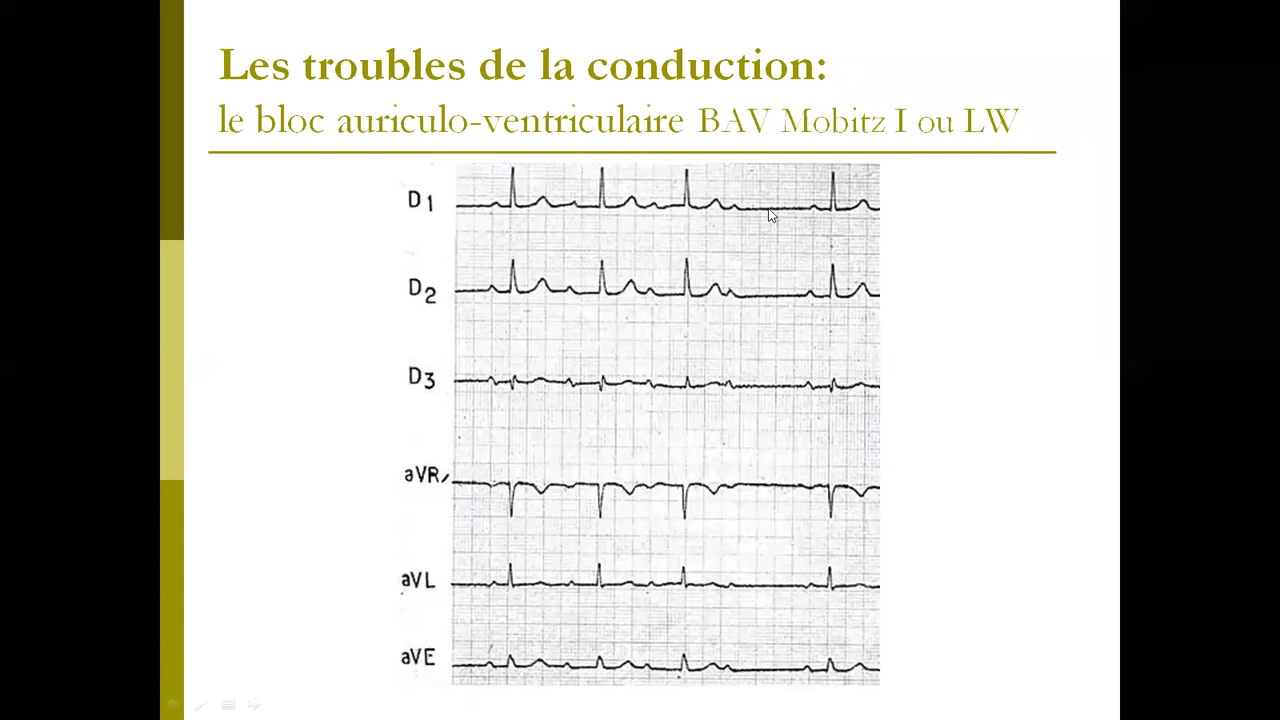 Les troubles de la conduction:
le bloc auriculo-ventriculaire BAV Mobitz I ou LW
D1
D2
D3
aVR
aVL
aVF